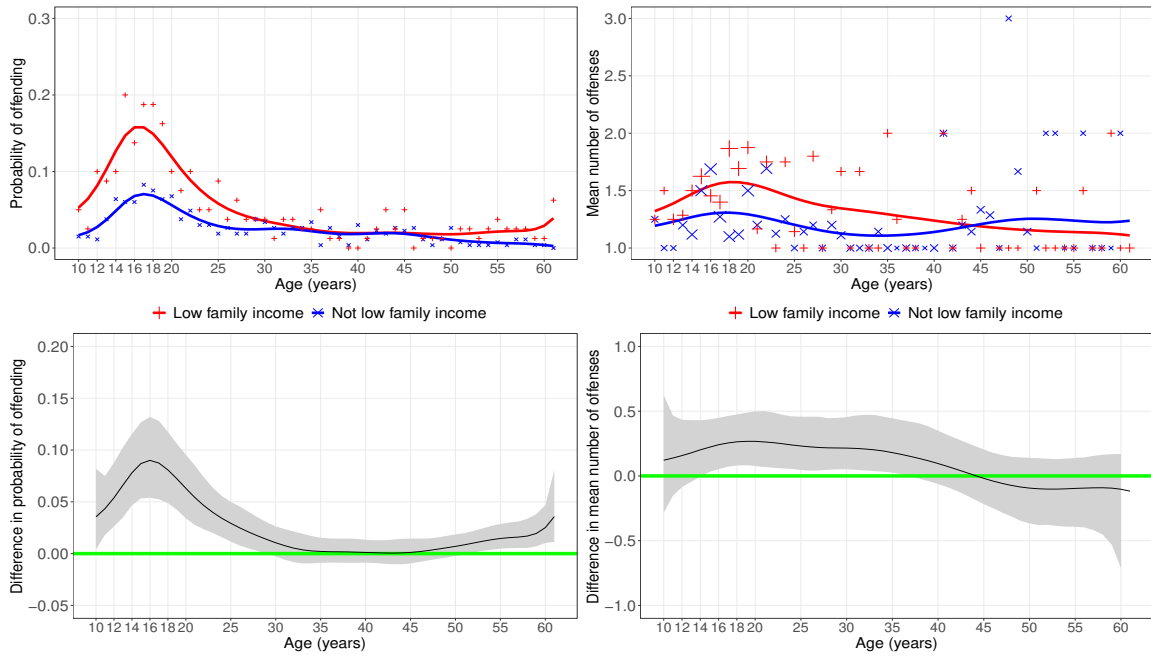 Probability of offending
0.3
0.2
0.1
0.0
10 12 14 16 18 20 25 30 35 40 45 50 55 60
Age (years)
Mean number of offenses
3.0
2.5
2.0
1.5
1.0
10 12 14 16 18 20 25 30 35 40 45 50 55 60
Age (years)
Low family income Not low family income
Low family income Not low family income
Difference in probability of offending
0.20
0.15
0.10
0.05
0.00
−0.05
10 12 14 16 18 20 25 30 35 40 45 50 55 60
Age (years)
Difference in mean number of offenses
1.0
0.5
0.0
−0.5
−1.0
10 12 14 16 18 20 25 30 35 40 45 50 55 60
Age (years)